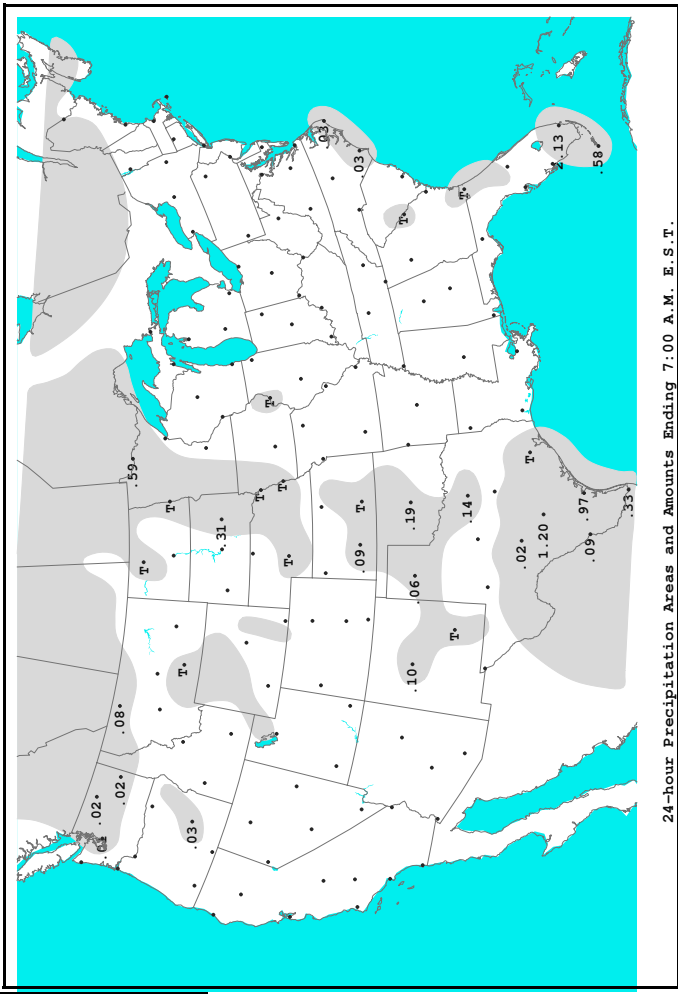 .02
.08
.02
.59
T
T
T
.03
.31
T
T
T
T
.03
.03
.09
T
T
.19
.10
.06
T
T
.14
.02
T
1.20
2.13
.97
.09
.58
.33
24-hour Precipitation Areas and Amounts Ending 7:00 A.M. E.S.T.